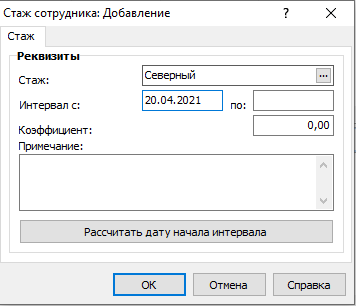 Стаж сотрудника: Добавление ?
Стаж
Реквизиты
Стаж: Северный ...
Интервал с: 20.04.2021 по:
Коэффициент: 0,00
Примечание:
Рассчитать дату начала интервала
ОК Отмена Справка